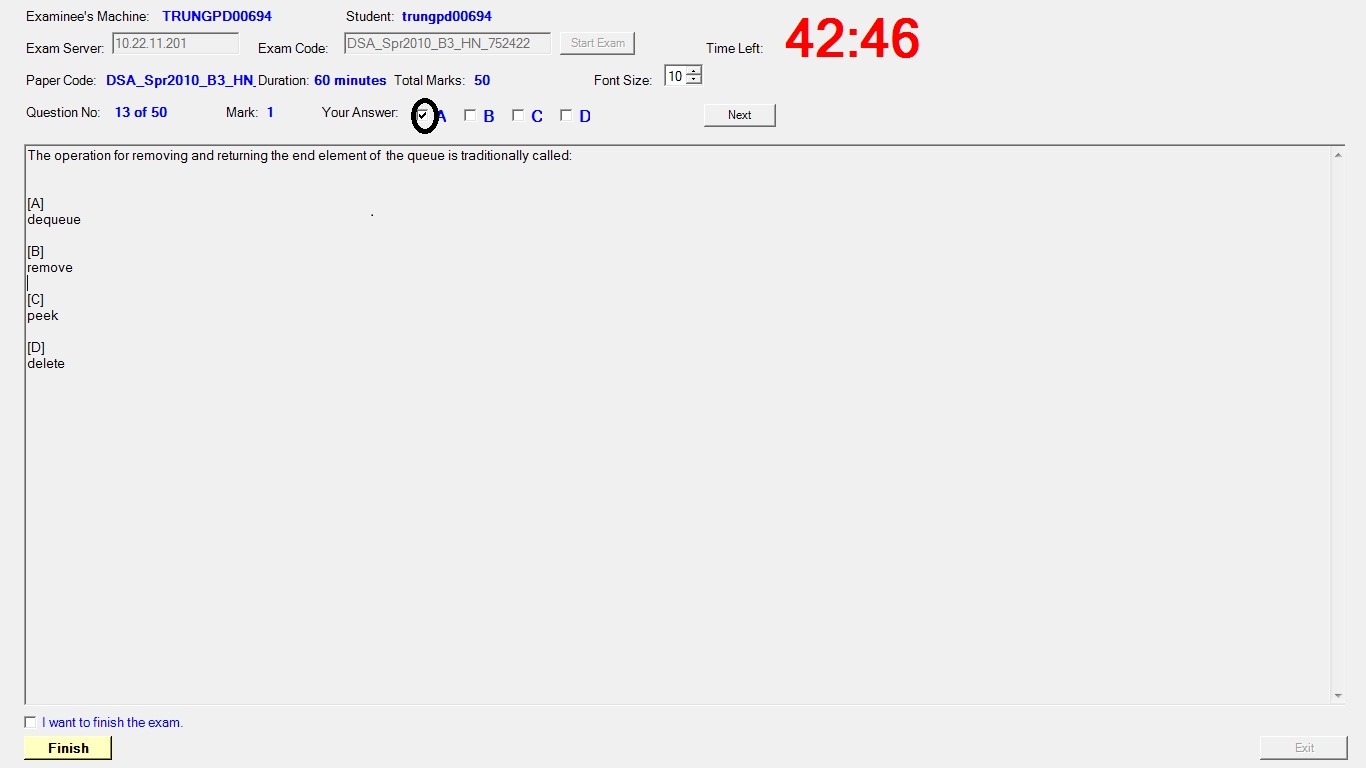 Examinee's Machine: TRUNGPD00694 Student: trungpd00694
Exam Server: 10.22.11.201 Exam Code: DSA_Spr2010_B3_HN_752422 Start Exam Time Left: 42:46
Paper Code: DSA_Spr2010_B3_HN_ Duration: 60 minutes Total Marks: 50 Font Size: 10
Question No: 13 of 50 Mark: 1 Your Answer: A B C D Next
The operation for removing and returning the end element of the queue is traditionally called:
[A]
dequeue
[B]
remove
[C]
peek
[D]
delete
I want to finish the exam.
Finish Exit